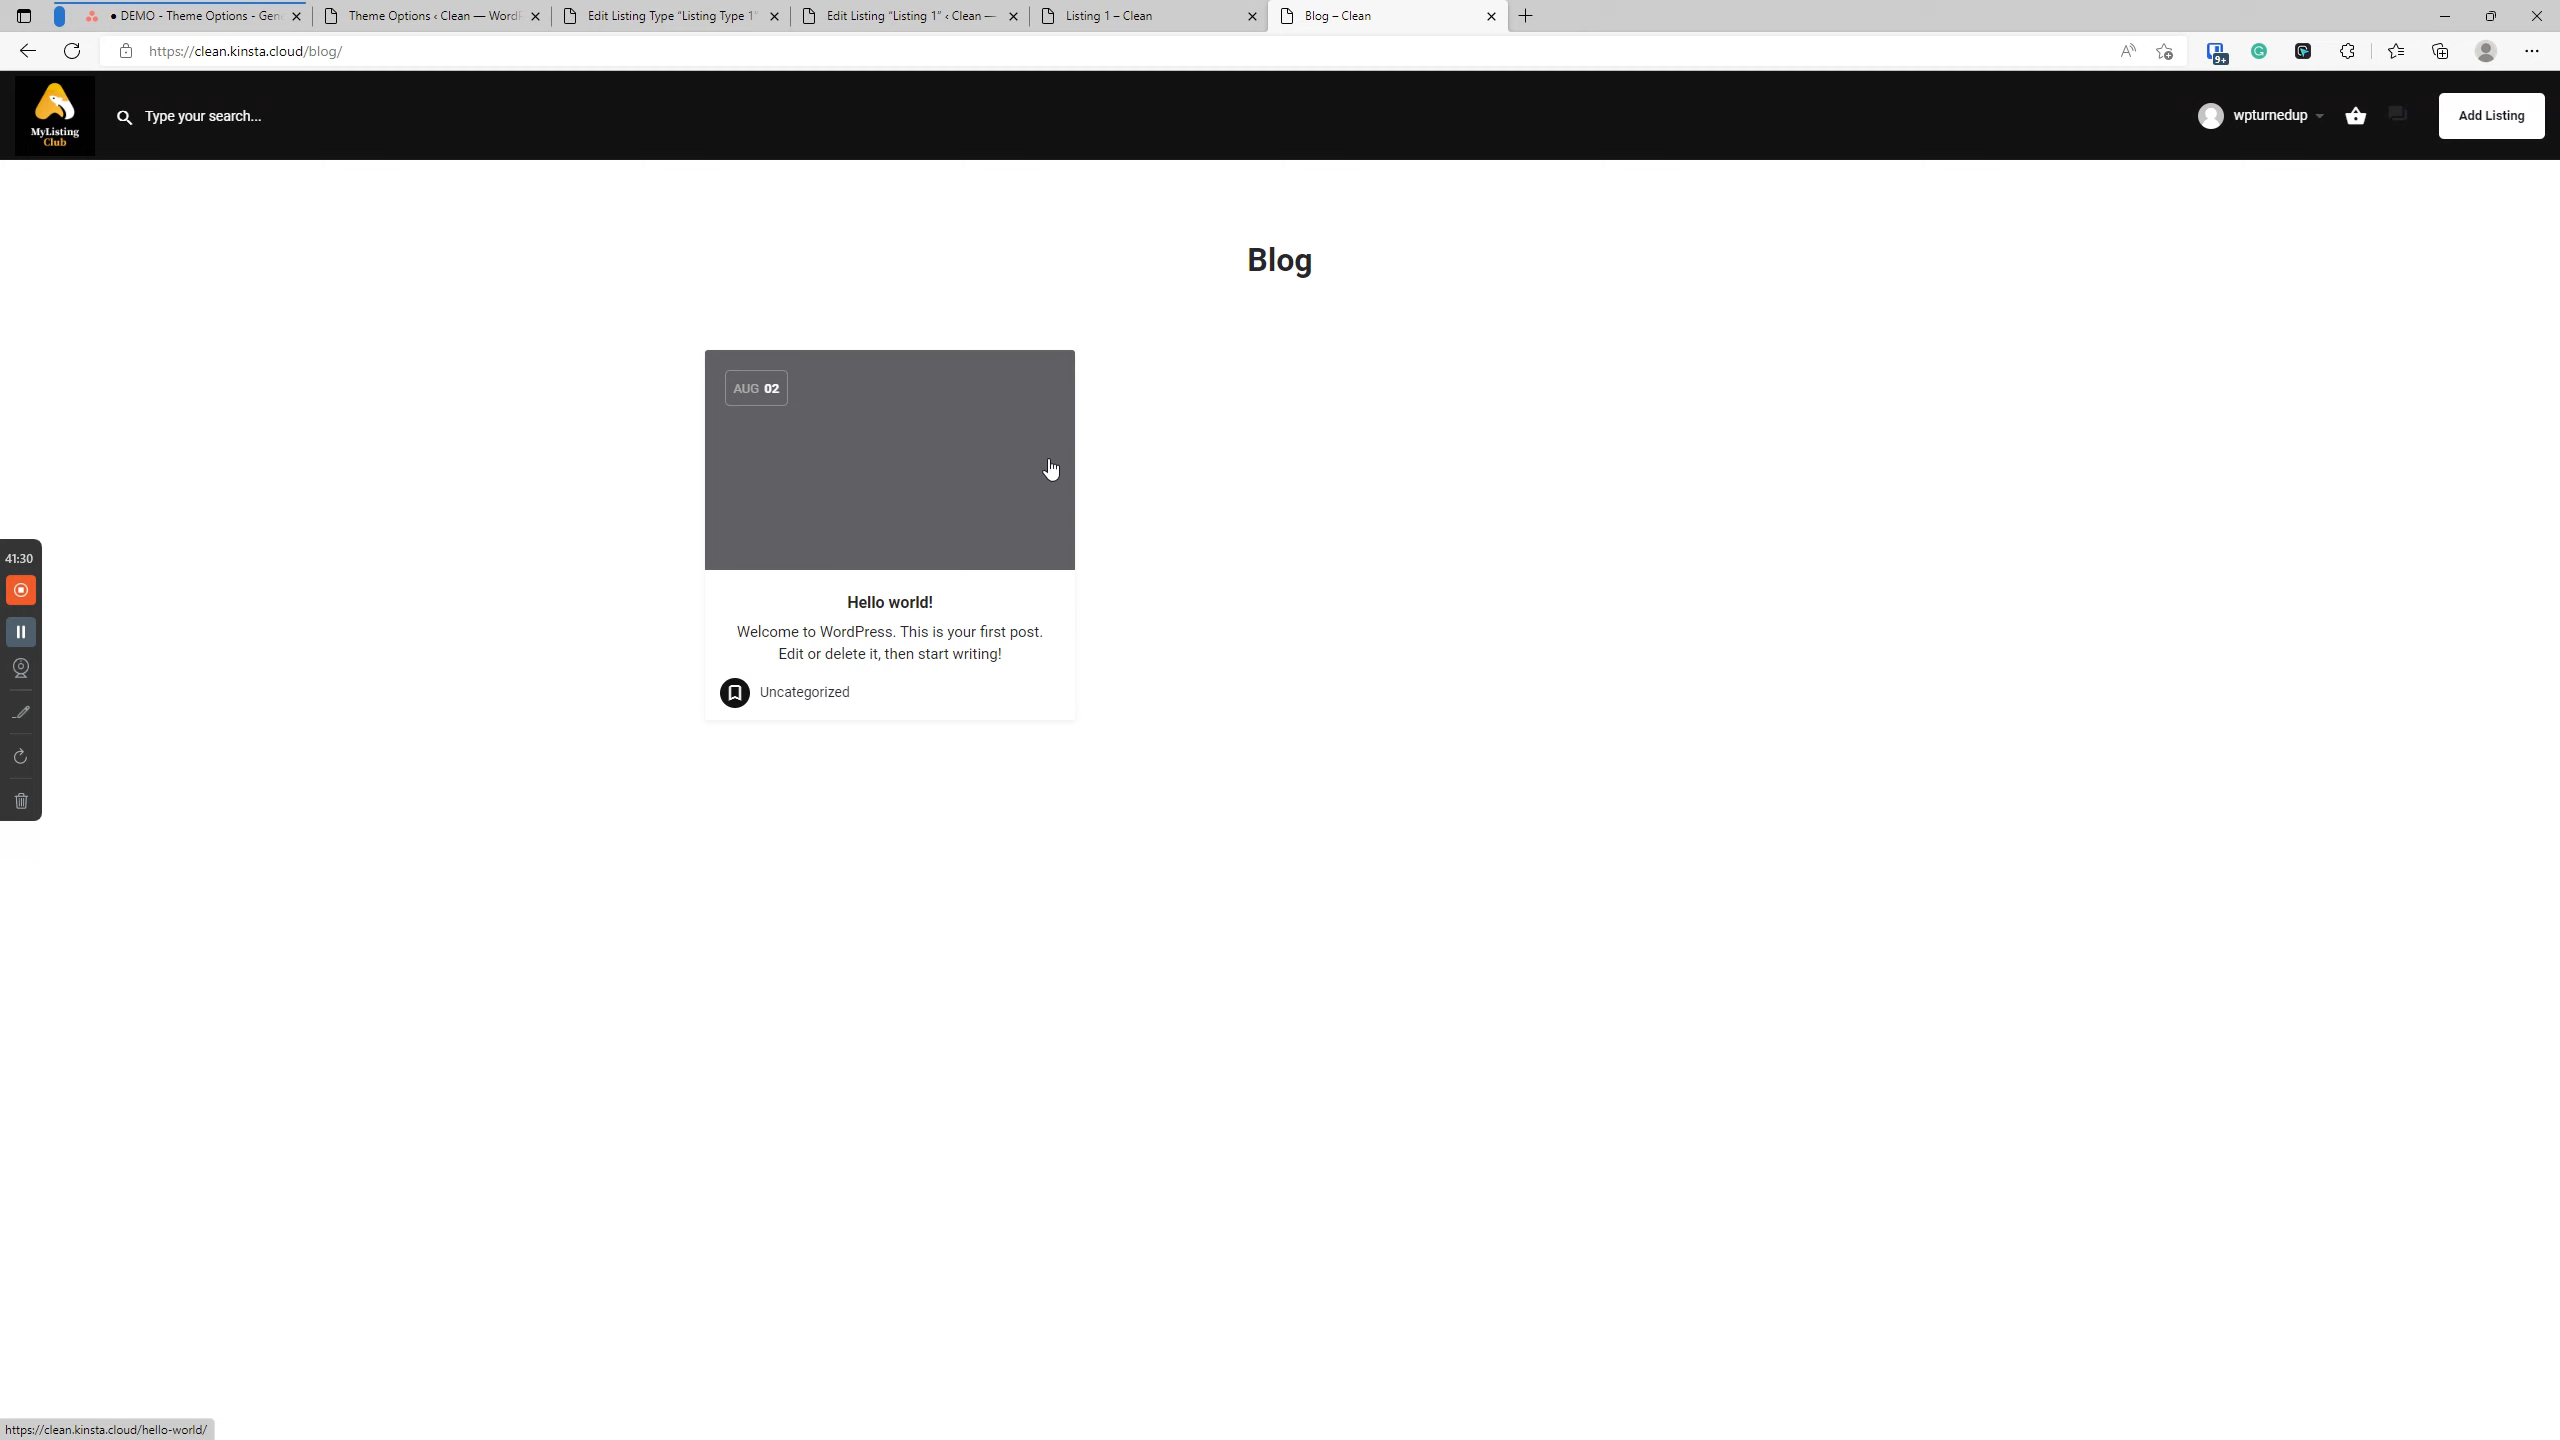 • DEMO - Theme Options - Gen
Theme Options ‹ Clean — WordP
Edit Listing Type "Listing Type 1"
Edit Listing "Listing 1" ‹ Clean —
Listing 1 – Clean
Blog – Clean
https://clean.kinsta.cloud/blog/
9+
MyListing
Club
Type your search...
wpturnedup
Add Listing
Blog
AUG 02
41:30
Hello world!
Welcome to WordPress. This is your first post.
Edit or delete it, then start writing!
Uncategorized
https://clean.kinsta.cloud/hello-world/